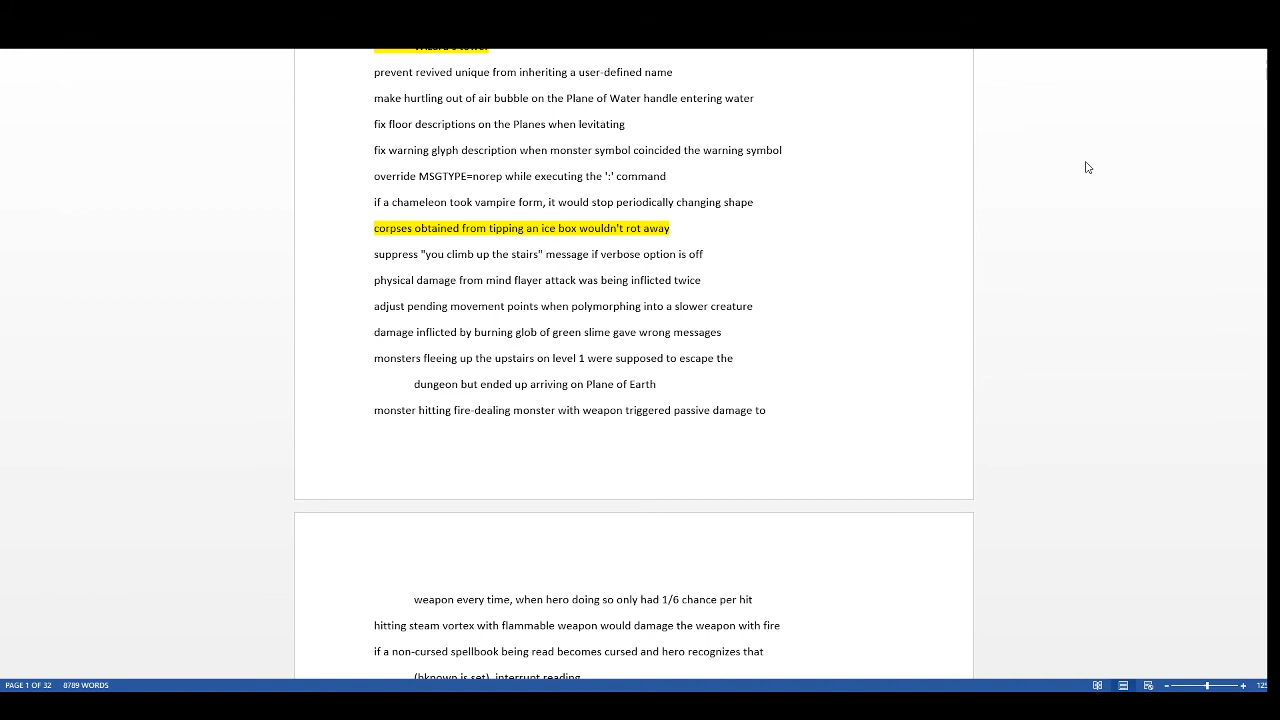 prevent revived unique from inheriting a user-defined name
make hurtling out of air bubble on the Plane of Water handle entering water
fix floor descriptions on the Planes when levitating
fix warning glyph description when monster symbol coincided the warning symbol
override MSGTYPE=norep while executing the ':' command
if a chameleon took vampire form, it would stop periodically changing shape
corpses obtained from tipping an ice box wouldn't rot away
suppress "you climb up the stairs" message if verbose option is off
physical damage from mind flayer attack was being inflicted twice
adjust pending movement points when polymorphing into a slower creature
damage inflicted by burning glob of green slime gave wrong messages
monsters fleeing up the upstairs on level 1 were supposed to escape the
dungeon but ended up arriving on Plane of Earth
monster hitting fire-dealing monster with weapon triggered passive damage to
weapon every time, when hero doing so only had 1/6 chance per hit
hitting steam vortex with flammable weapon would damage the weapon with fire
if a non-cursed spellbook being read becomes cursed and hero recognizes that
(bknown is set), interrupt reading
PAGE 1 OF 32 8789 WORDS